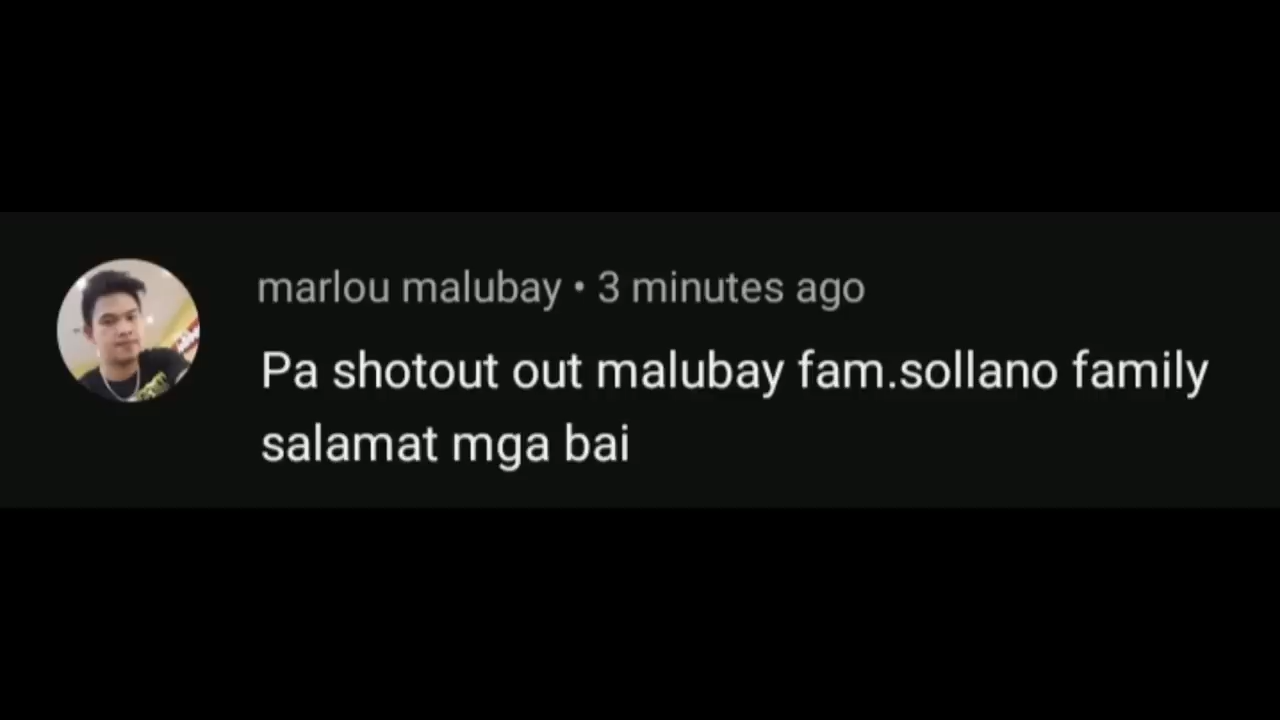 marlou malubay • 3 minutes ago
Pa shotout out malubay fam.sollano family
salamat mga bai